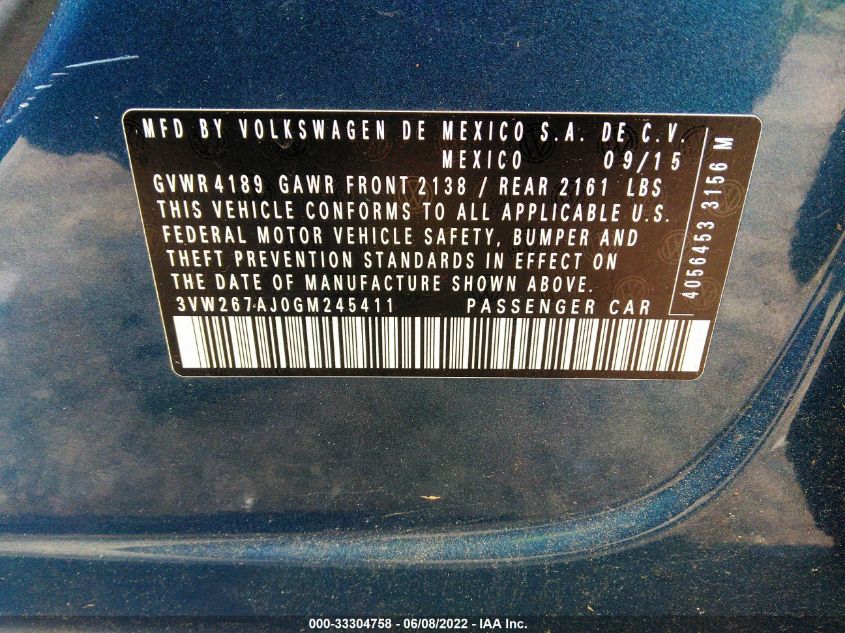 MFD BY VOLKSWAGEN DE MEXICO S.A. DE C.V.
MEXICO 09/15
GVWR 4189 GAWR FRONT 2138 / REAR 2161 LBS
THIS VEHICLE CONFORMS TO ALL APPLICABLE U.S.
FEDERAL MOTOR VEHICLE SAFETY, BUMPER AND
THEFT PREVENTION STANDARDS IN EFFECT ON
THE DATE OF MANUFACTURE SHOWN ABOVE.
3VW267AJ0GM245411 PASSENGER CAR
4056453 3156 M
000-33304758 - 06/08/2022 - IAA Inc.